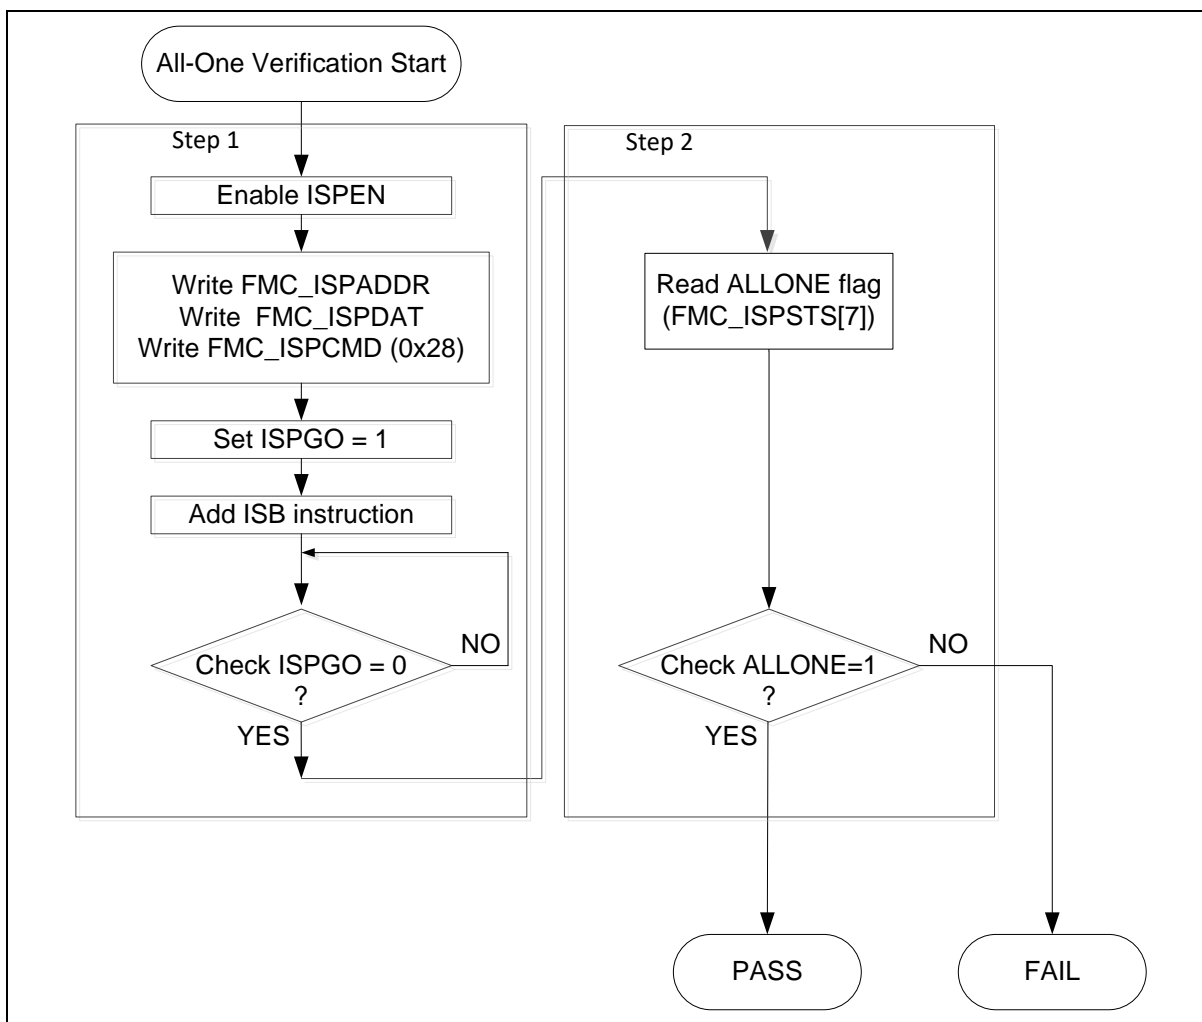 All-One Verification Start
Step 1
Enable ISPEN
Write FMC_ISPADDR
Write  FMC_ISPDAT
Write FMC_ISPCMD (0x28)
Set ISPGO = 1
Add ISB instruction
Check ISPGO = 0
?
NO
YES
Step 2
Read ALLONE flag
(FMC_ISPSTS[7])
Check ALLONE=1
?
NO
YES
PASS
FAIL